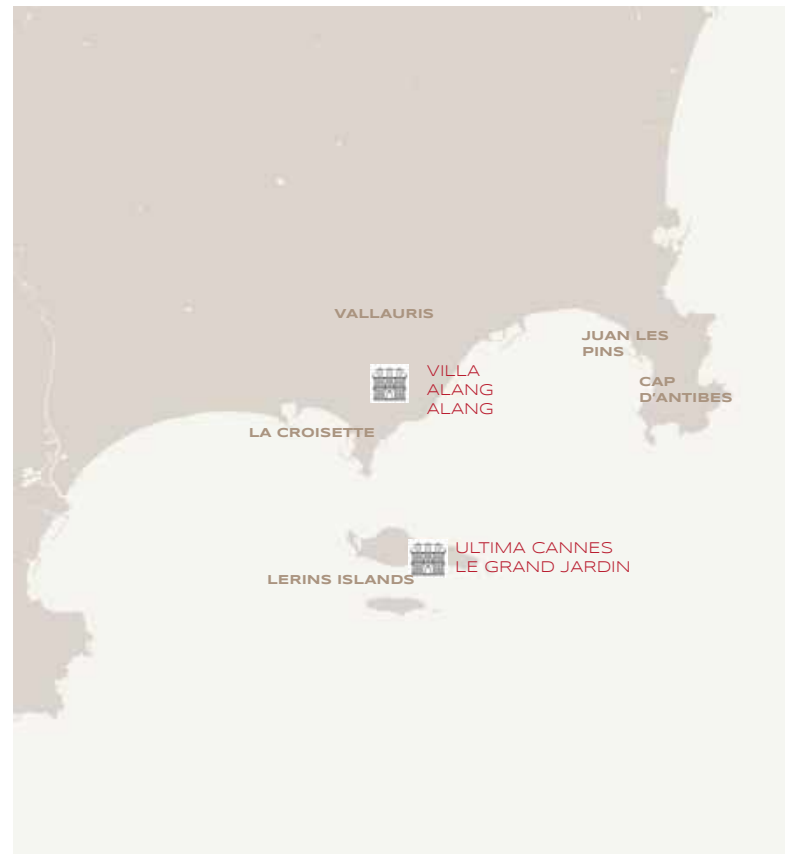 VALLAURIS
JUAN LES
PINS
VILLA
ALANG
ALANG
CAP
D'ANTIBES
LA CROISETTE
ULTIMA CANNES
LE GRAND JARDIN
LERINS ISLANDS